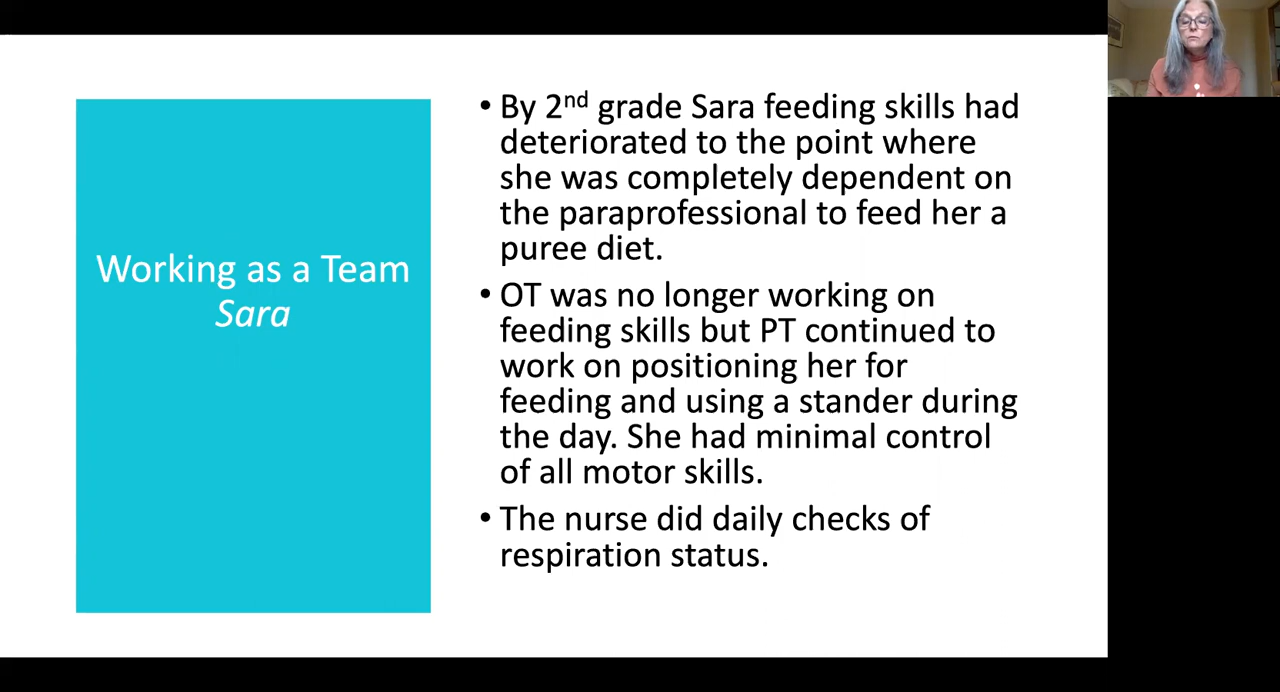 Working as a Team
Sara
• By 2nd grade Sara feeding skills had
deteriorated to the point where
she was completely dependent on
the paraprofessional to feed her a
puree diet.
• OT was no longer working on
feeding skills but PT continued to
work on positioning her for
feeding and using a stander during
the day. She had minimal control
of all motor skills.
• The nurse did daily checks of
respiration status.